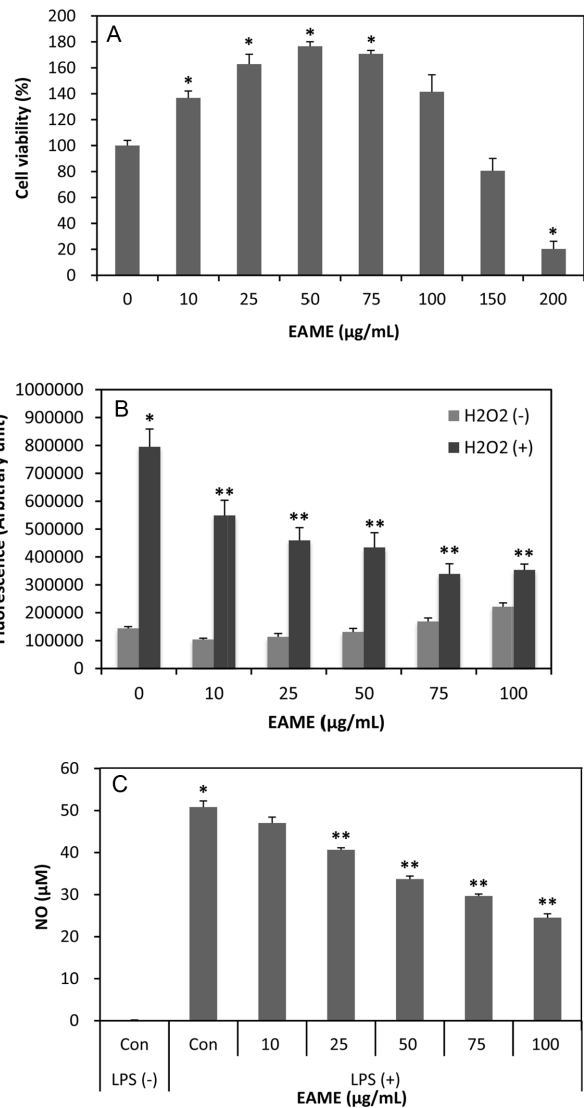 A
Cell viability (%)
200
180
160
140
120
100
80
60
40
20
0
* * * * *
0 10 25 50 75 100 150 200
EAME (µg/mL)
B
(Arbitrary unit)
1000000
900000
800000
700000
600000
500000
400000
300000
200000
100000
0
H2O2 (-)
H2O2 (+)
* ** ** ** ** **
0 10 25 50 75 100
EAME (µg/mL)
C
NO (µM)
60
50
40
30
20
10
0
* ** ** ** **
Con Con 10 25 50 75 100
LPS (-) LPS (+)
EAME (µg/mL)